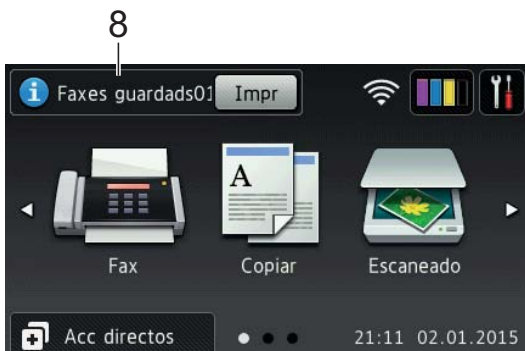 8
Faxes guardads01 Impr
A
Fax Copiar Escaneado
Acc directos 21:11 02.01.2015